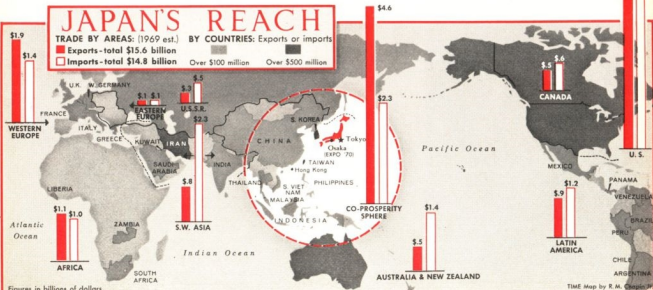 JAPAN'S REACH
TRADE BY AREAS: (1969 est.)
Exports - total $15.6 billion
Imports - total $14.8 billion
BY COUNTRIES: Exports or imports
Over $100 million
Over $500 million
$1.9
$1.4
WESTERN
EUROPE
U.K.
W. GERMANY
FRANCE
ITALY
GREECE
$.1
$.1
EASTERN
EUROPE
$.3
$.5
U.S.S.R.
KUWAIT
IRAN
SAUDI
ARABIA
INDIA
$.8
$2.3
S.W. ASIA
LIBERIA
ZAMBIA
SOUTH
AFRICA
$1.1
$1.0
AFRICA
Atlantic
Ocean
Indian Ocean
CHINA
S. KOREA
Tokyo
Osaka
(EXPO '70)
TAIWAN
Hong Kong
THAILAND
S. VIET
NAM
PHILIPPINES
MALAYSIA
INDONESIA
$4.6
$2.3
CO-PROSPERITY
SPHERE
$.5
$1.4
AUSTRALIA & NEW ZEALAND
Pacific Ocean
$.5
$.6
CANADA
U.S.
MEXICO
PANAMA
VENEZUELA
BRAZIL
PERU
CHILE
ARGENTINA
$.9
$1.2
LATIN
AMERICA
Figures in billions of dollars
TIME Map by R. M. Chapin Jr.